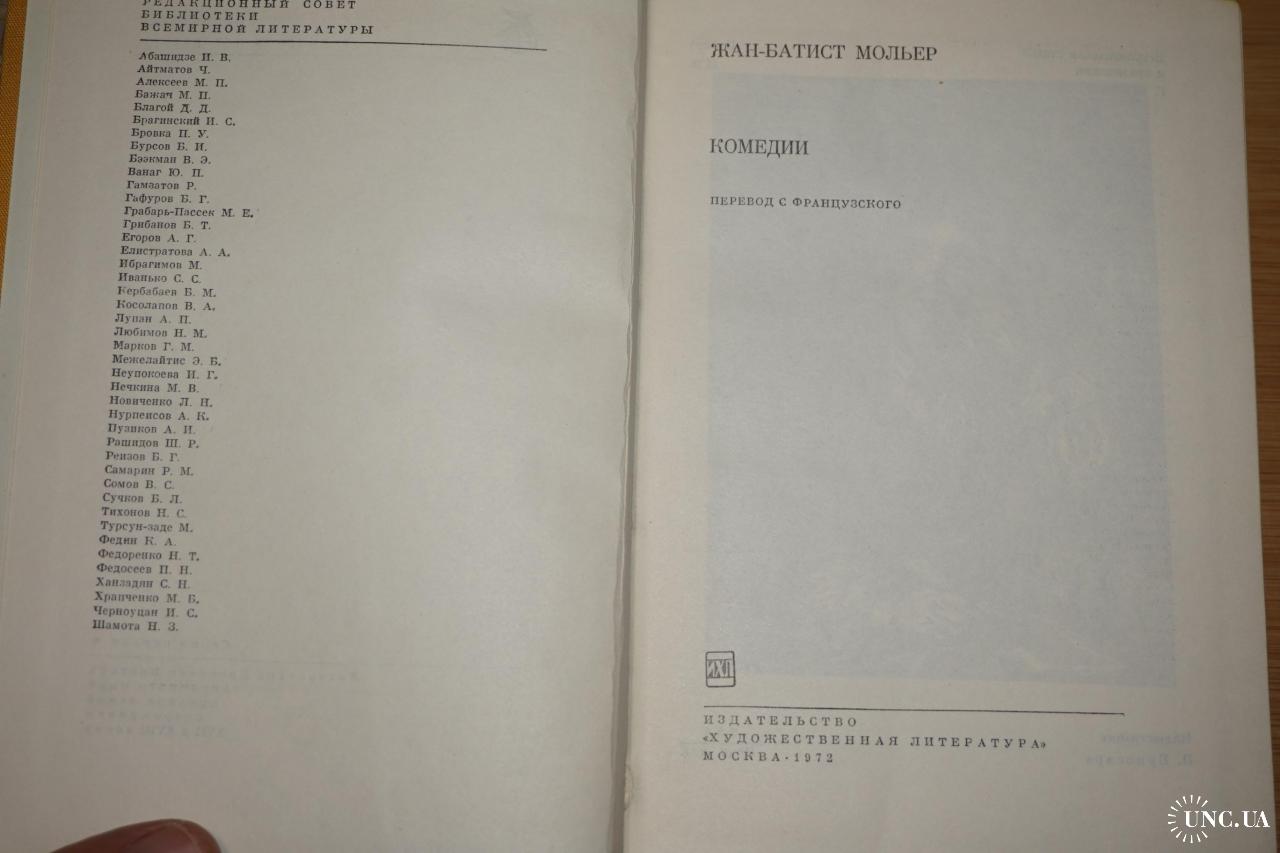 РЕДАКЦИОННЫЙ СОВЕТ
БИБЛИОТЕКИ
ВСЕМИРНОЙ ЛИТЕРАТУРЫ
Абашидзе И. В.
Айтматов Ч.
Алексеев М. П.
Бажан М. П.
Благой Д. Д.
Брагинский И. С.
Бровка П. У.
Бурсов Б. И.
Бээкман В. Э.
Ванаг Ю. П.
Гамзатов Р.
Гафуров Б. Г.
Грабарь-Пассек М. Е.
Грибанов Б. Т.
Егоров А. Г.
Елистратова А. А.
Ибрагимов М.
Иванько С. С.
Кербабаев Б. М.
Косолапов В. А.
Лупан А. П.
Любимов Н. М.
Марков Г. М.
Межелайтис Э. Б.
Неупокоева И. Г.
Нечкина М. В.
Новиченко Л. Н.
Нурпеисов А. К.
Пузиков А. И.
Рашидов Ш. Р.
Реизов Б. Г.
Самарин Р. М.
Сомов В. С.
Сучков Б. Л.
Тихонов Н. С.
Турсун-заде М.
Федин К. А.
Федоренко Н. Т.
Федосеев П. Н.
Ханзадян С. Н.
Храпченко М. Б.
Черноуцан И. С.
Шамота Н. З.
ЖАН-БАТИСТ МОЛЬЕР
КОМЕДИИ
ПЕРЕВОД С ФРАНЦУЗСКОГО
ИХЛ
ИЗДАТЕЛЬСТВО
«ХУДОЖЕСТВЕННАЯ ЛИТЕРАТУРА»
МОСКВА · 1972
UNC.UA